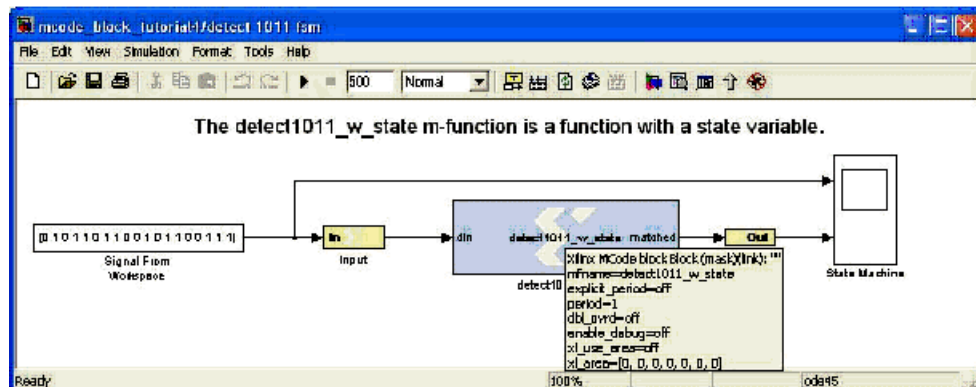 mcode_block_tutorial4/detect 1011 fsm
File Edit View Simulation Format Tools Help
500 Normal
The detect1011_w_state m-function is a function with a state variable.
[0 1 0 1 1 0 1 1 0 0 1 0 1 1 0 0 1 1 1]
Signal From
Workspace
In
Input
din detect1011_w_state matched
detect10
Out
State Machine
Xilinx MCode block Block (mask)(link): ""
mfname=detect1011_w_state
explicit_period=off
period=1
dbl_ovrd=off
enable_debug=off
xl_use_area=off
xl_area=[0, 0, 0, 0, 0, 0, 0]
Ready 100% ode45